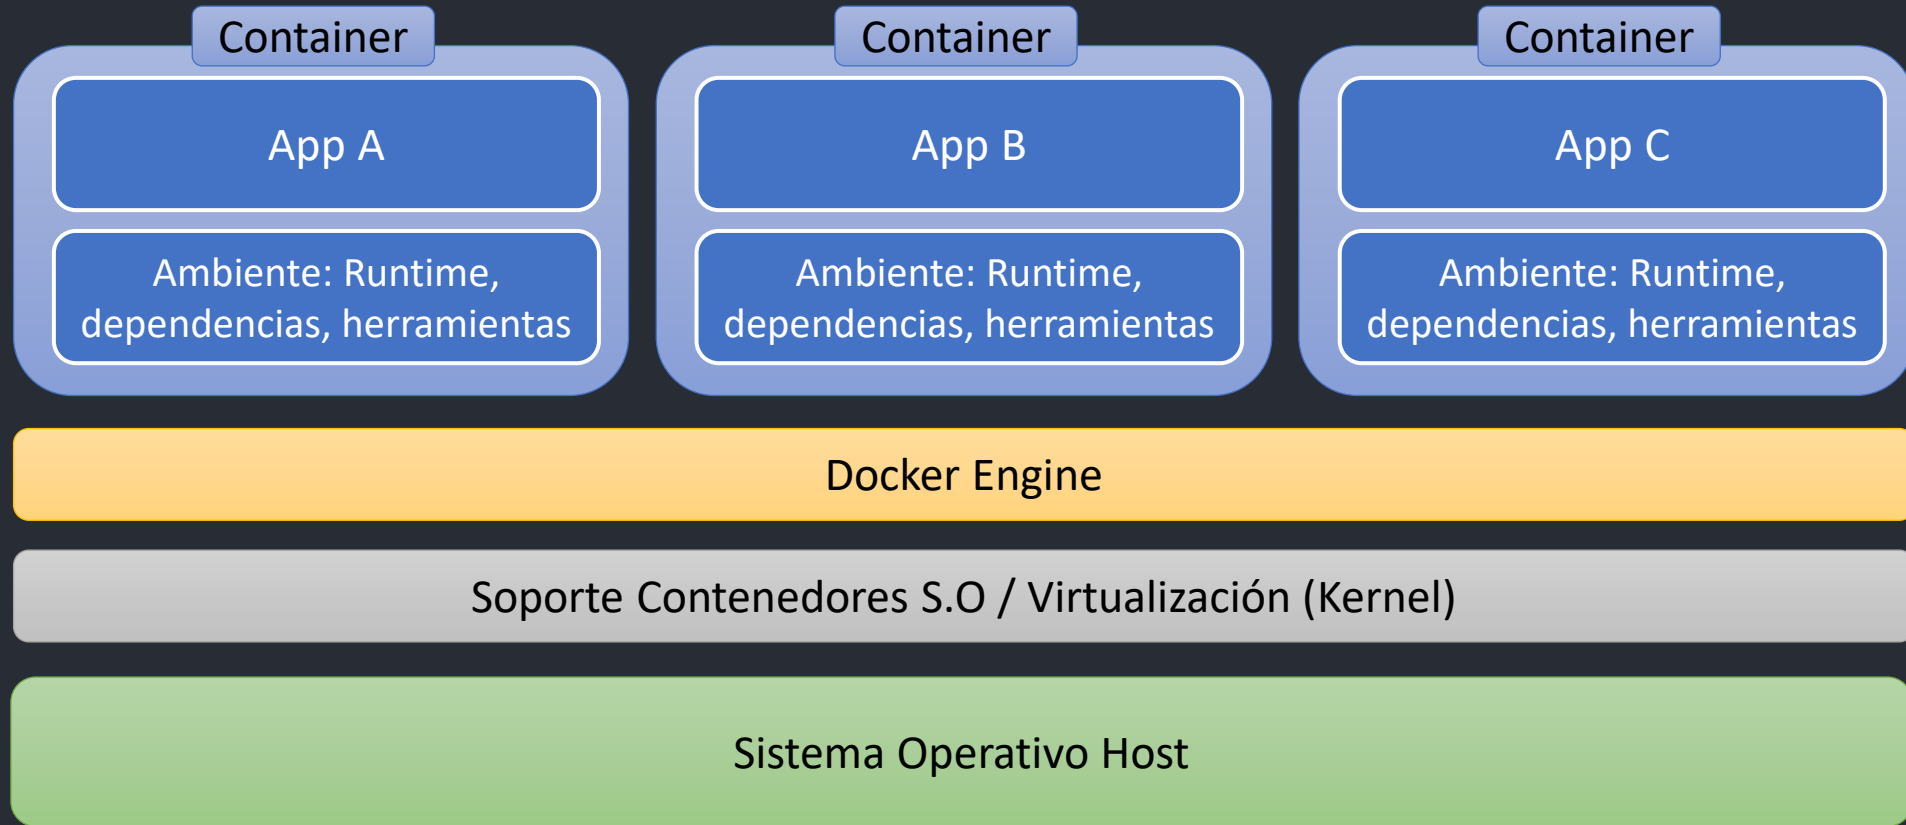 Container
Container
Container
App A
App B
App C
Ambiente: Runtime,
dependencias, herramientas
Ambiente: Runtime,
dependencias, herramientas
Ambiente: Runtime,
dependencias, herramientas
Docker Engine
Soporte Contenedores S.O / Virtualización (Kernel)
Sistema Operativo Host